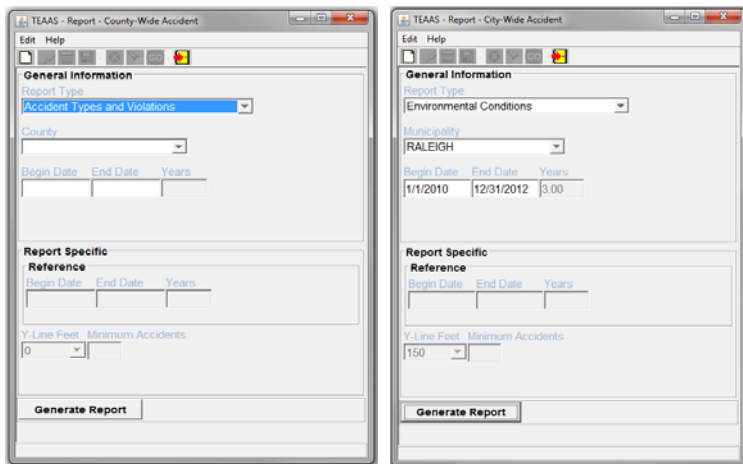 TEAAS - Report - County-Wide Accident
Edit Help
GO
General Information
Report Type
Accident Types and Violations
County
Begin Date End Date Years
Report Specific
Reference
Begin Date End Date Years
Y-Line Feet Minimum Accidents
0
Generate Report
TEAAS - Report - City-Wide Accident
Edit Help
GO
General Information
Report Type
Environmental Conditions
Municipality
RALEIGH
Begin Date End Date Years
1/1/2010 12/31/2012 3.00
Report Specific
Reference
Begin Date End Date Years
Y-Line Feet Minimum Accidents
150
Generate Report